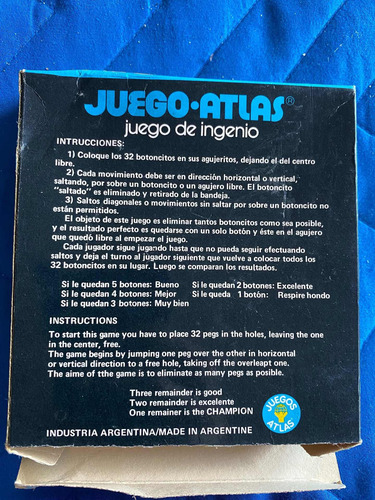 JUEGO·ATLAS®
juego de ingenio
INTRUCCIONES:
1) Coloque los 32 botoncitos en sus agujeritos, dejando el del centro
libre.
2) Cada movimiento debe ser en dirección horizontal o vertical,
saltando, por sobre un botoncito o un agujero libre. El botoncito
"saltado" es eliminado y retirado de la bandeja.
3) Saltos diagonales o movimientos sin saltar por sobre un botoncito no
están permitidos.
El objeto de este juego es eliminar tantos botoncitos como sea posible,
y el resultado perfecto es quedarse con un solo botón y éste en el agujero
que quedó libre al empezar el juego.
Cada jugador sigue jugando hasta que no pueda seguir efectuando
saltos y deja el turno al jugador siguiente que vuelve a colocar todos los
32 botoncitos en su lugar. Luego se comparan los resultados.
Si le quedan 5 botones: Bueno Si le quedan 2 botones: Excelente
Si le quedan 4 botones: Mejor Si le queda 1 botón: Respire hondo
Si le quedan 3 botones: Muy bien
INSTRUCTIONS
To start this game you have to place 32 pegs in the holes, leaving the one
in the center, free.
The game begins by jumping one peg over the other in horizontal
or vertical direction to a free hole, taking off the overleapt one.
The aime of tthe game is to eliminate as many pegs as possible.
Three remainder is good
Two remainder is excelente
One remainer is the CHAMPION
INDUSTRIA ARGENTINA/MADE IN ARGENTINE
JUEGOS
ATLAS